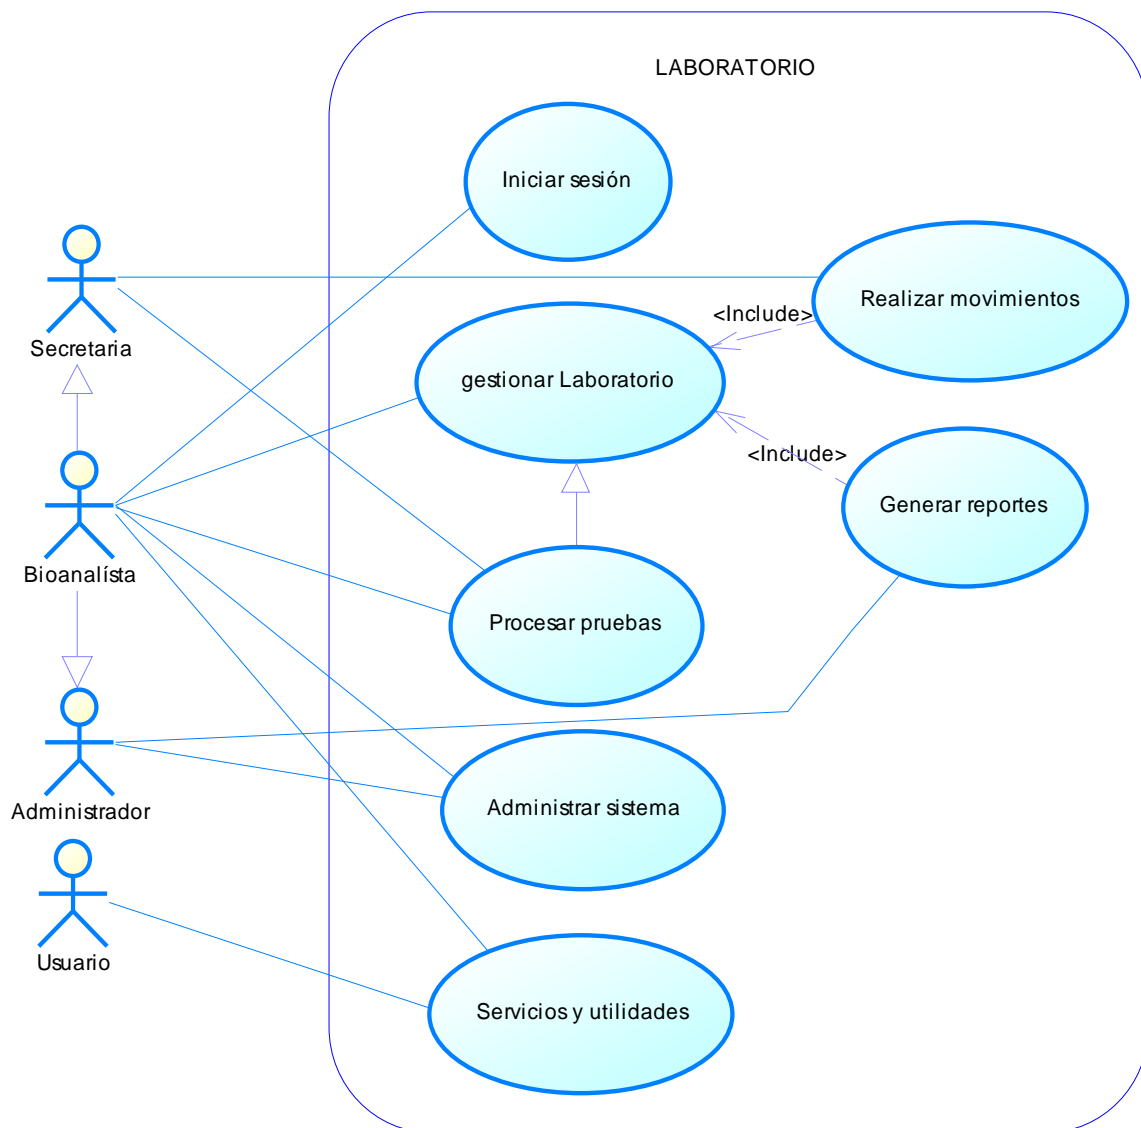 LABORATORIO
Iniciar sesión
Secretaria
Realizar movimientos
<Include>
gestionar Laboratorio
<Include>
Generar reportes
Bioanalísta
Procesar pruebas
Administrador
Administrar sistema
Usuario
Servicios y utilidades